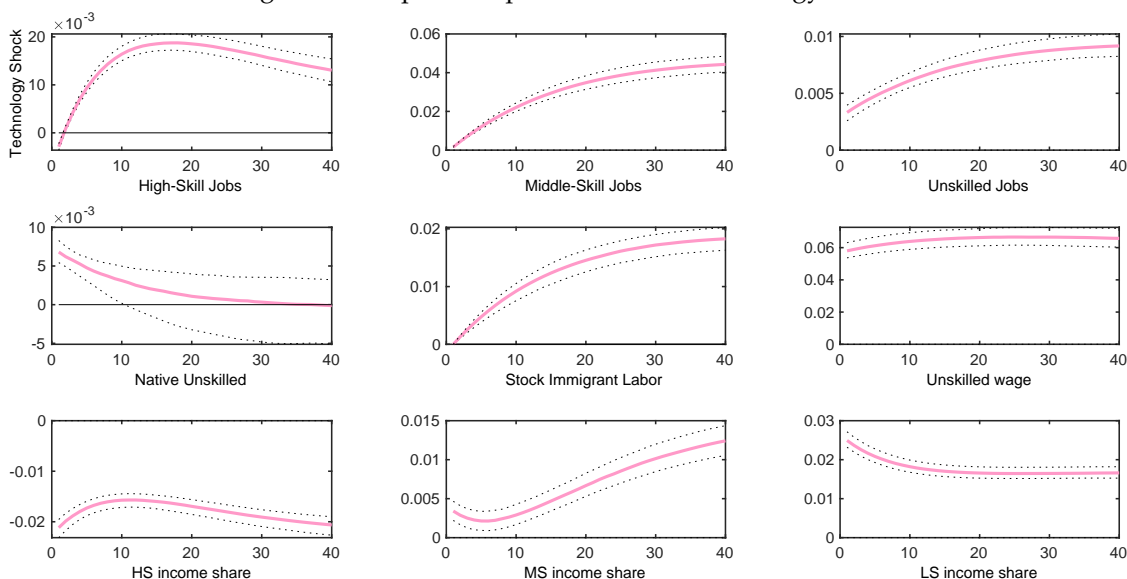 ×10⁻³
Technology Shock
20
10
0
0 10 20 30 40
High-Skill Jobs
0.06
0.04
0.02
0
0 10 20 30 40
Middle-Skill Jobs
0.01
0.005
0
0 10 20 30 40
Unskilled Jobs
×10⁻³
10
5
0
-5
0 10 20 30 40
Native Unskilled
0.02
0.01
0
0 10 20 30 40
Stock Immigrant Labor
0.06
0.04
0.02
0
0 10 20 30 40
Unskilled wage
0
-0.01
-0.02
0 10 20 30 40
HS income share
0.015
0.01
0.005
0
0 10 20 30 40
MS income share
0.03
0.02
0.01
0
0 10 20 30 40
LS income share